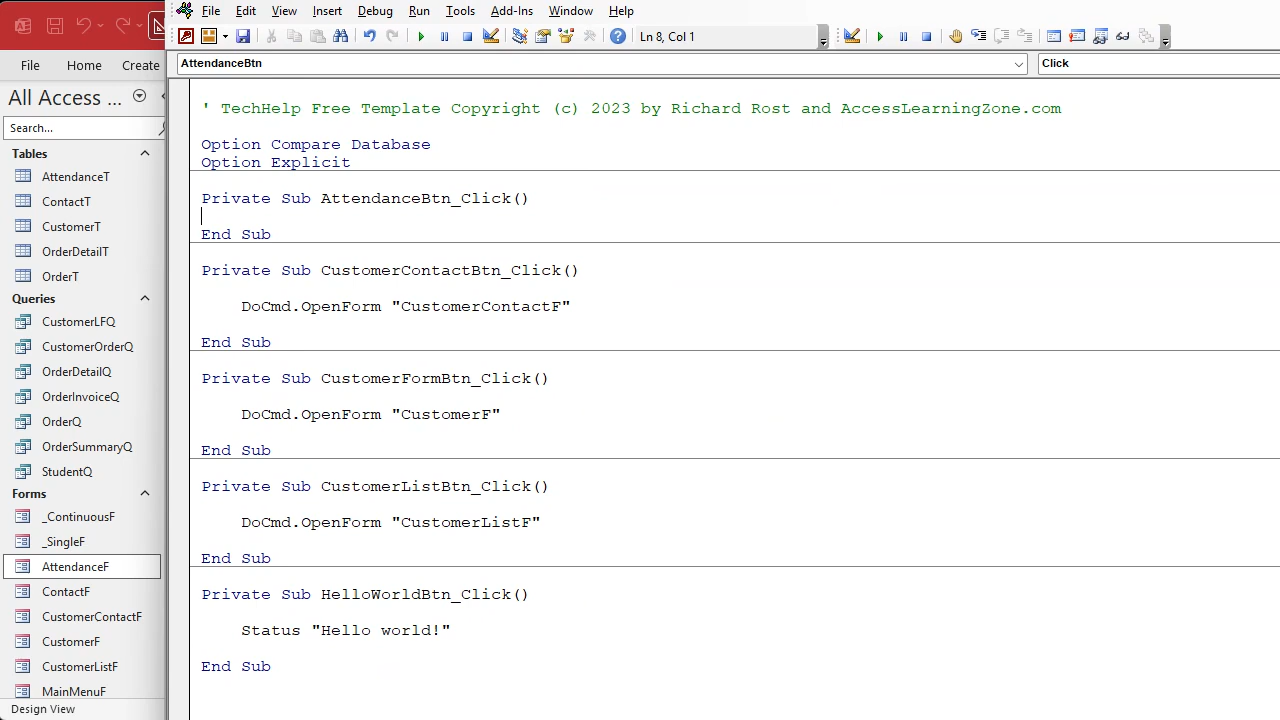 File Edit View Insert Debug Run Tools Add-Ins Window Help
Ln 8, Col 1
File Home Create
AttendanceBtn
Click
All Access ...
Search...
Tables
AttendanceT
ContactT
CustomerT
OrderDetailT
OrderT
Queries
CustomerLFQ
CustomerOrderQ
OrderDetailQ
OrderInvoiceQ
OrderQ
OrderSummaryQ
StudentQ
Forms
_ContinuousF
_SingleF
AttendanceF
ContactF
CustomerContactF
CustomerF
CustomerListF
MainMenuF
Design View
' TechHelp Free Template Copyright (c) 2023 by Richard Rost and AccessLearningZone.com
Option Compare Database
Option Explicit
Private Sub AttendanceBtn_Click()
End Sub
Private Sub CustomerContactBtn_Click()
DoCmd.OpenForm "CustomerContactF"
End Sub
Private Sub CustomerFormBtn_Click()
DoCmd.OpenForm "CustomerF"
End Sub
Private Sub CustomerListBtn_Click()
DoCmd.OpenForm "CustomerListF"
End Sub
Private Sub HelloWorldBtn_Click()
Status "Hello world!"
End Sub